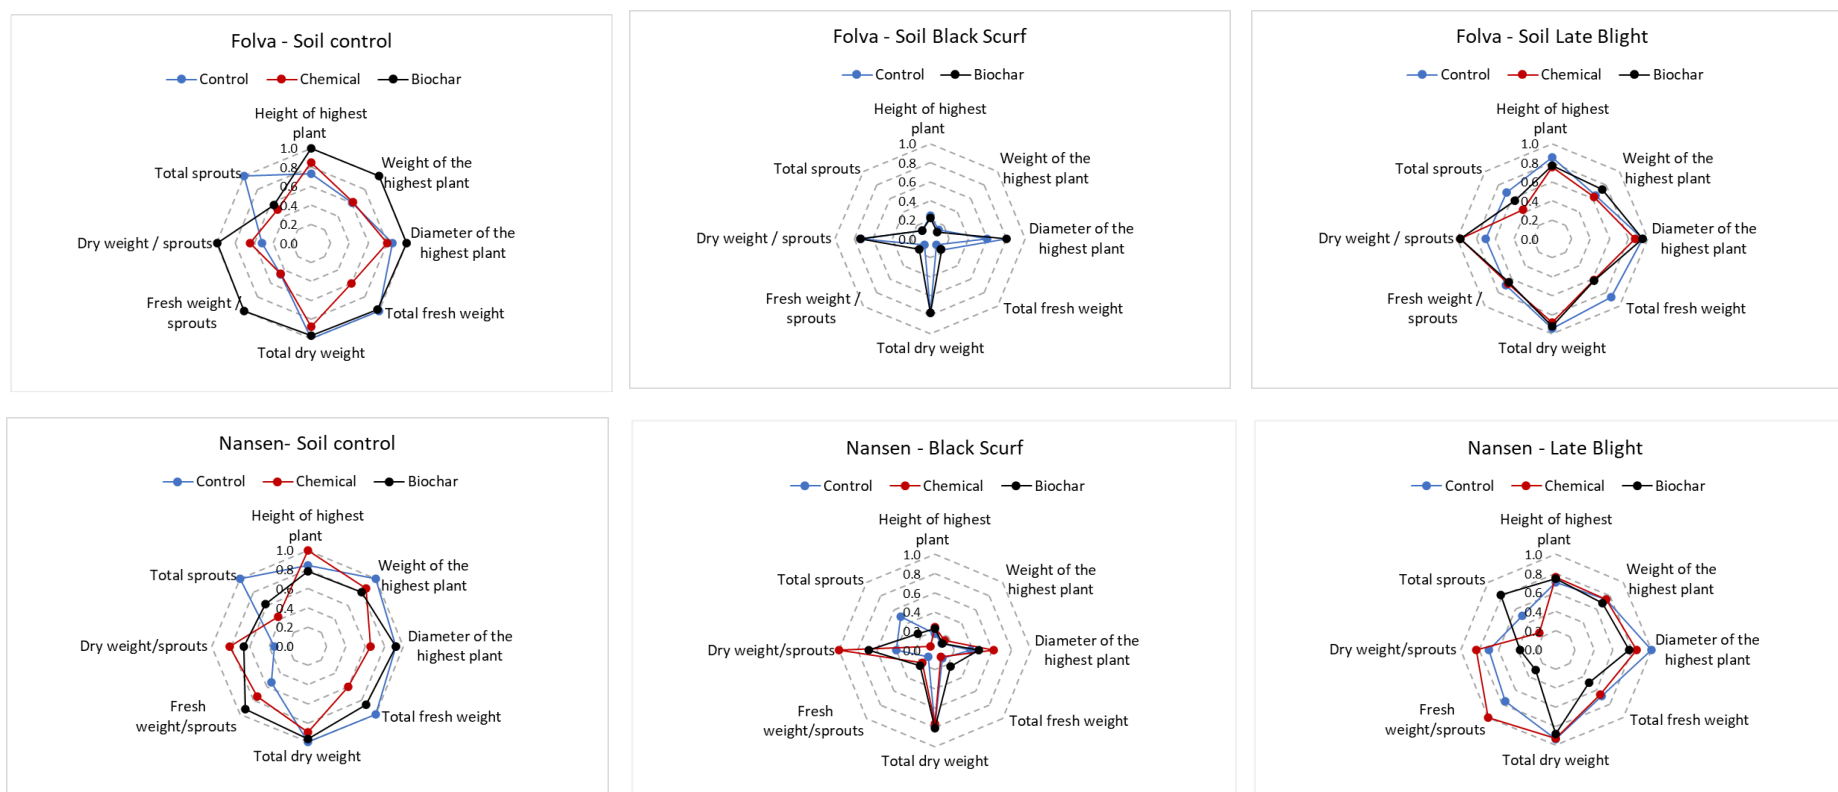 Folva - Soil control
Control Chemical Biochar
Height of highest
plant
Weight of the
highest plant
Diameter of the
highest plant
Total fresh weight
Total dry weight
Fresh weight /
sprouts
Dry weight / sprouts
Total sprouts
1.0
0.8
0.6
0.4
0.2
0.0
Folva - Soil Black Scurf
Control Biochar
Height of highest
plant
Weight of the
highest plant
Diameter of the
highest plant
Total fresh weight
Total dry weight
Fresh weight /
sprouts
Dry weight / sprouts
Total sprouts
1.0
0.8
0.6
0.4
0.2
0.0
Folva - Soil Late Blight
Control Chemical Biochar
Height of highest
plant
Weight of the
highest plant
Diameter of the
highest plant
Total fresh weight
Total dry weight
Fresh weight /
sprouts
Dry weight / sprouts
Total sprouts
1.0
0.8
0.6
0.4
0.2
0.0
Nansen- Soil control
Control Chemical Biochar
Height of highest
plant
Weight of the
highest plant
Diameter of the
highest plant
Total fresh weight
Total dry weight
Fresh
weight/sprouts
Dry weight/sprouts
Total sprouts
1.0
0.8
0.6
0.4
0.2
0.0
Nansen - Black Scurf
Control Chemical Biochar
Height of highest
plant
Weight of the
highest plant
Diameter of the
highest plant
Total fresh weight
Total dry weight
Fresh
weight/sprouts
Dry weight/sprouts
Total sprouts
1.0
0.8
0.6
0.4
0.2
0.0
Nansen - Late Blight
Control Chemical Biochar
Height of highest
plant
Weight of the
highest plant
Diameter of the
highest plant
Total fresh weight
Total dry weight
Fresh
weight/sprouts
Dry weight/sprouts
Total sprouts
1.0
0.8
0.6
0.4
0.2
0.0